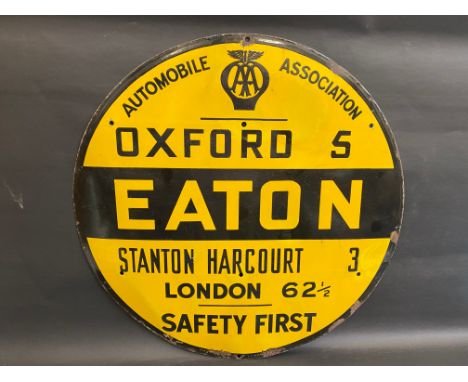 AUTOMOBILE ASSOCIATION
AA
OXFORD 5
EATON
STANTON HARCOURT 3
LONDON 62½
SAFETY FIRST